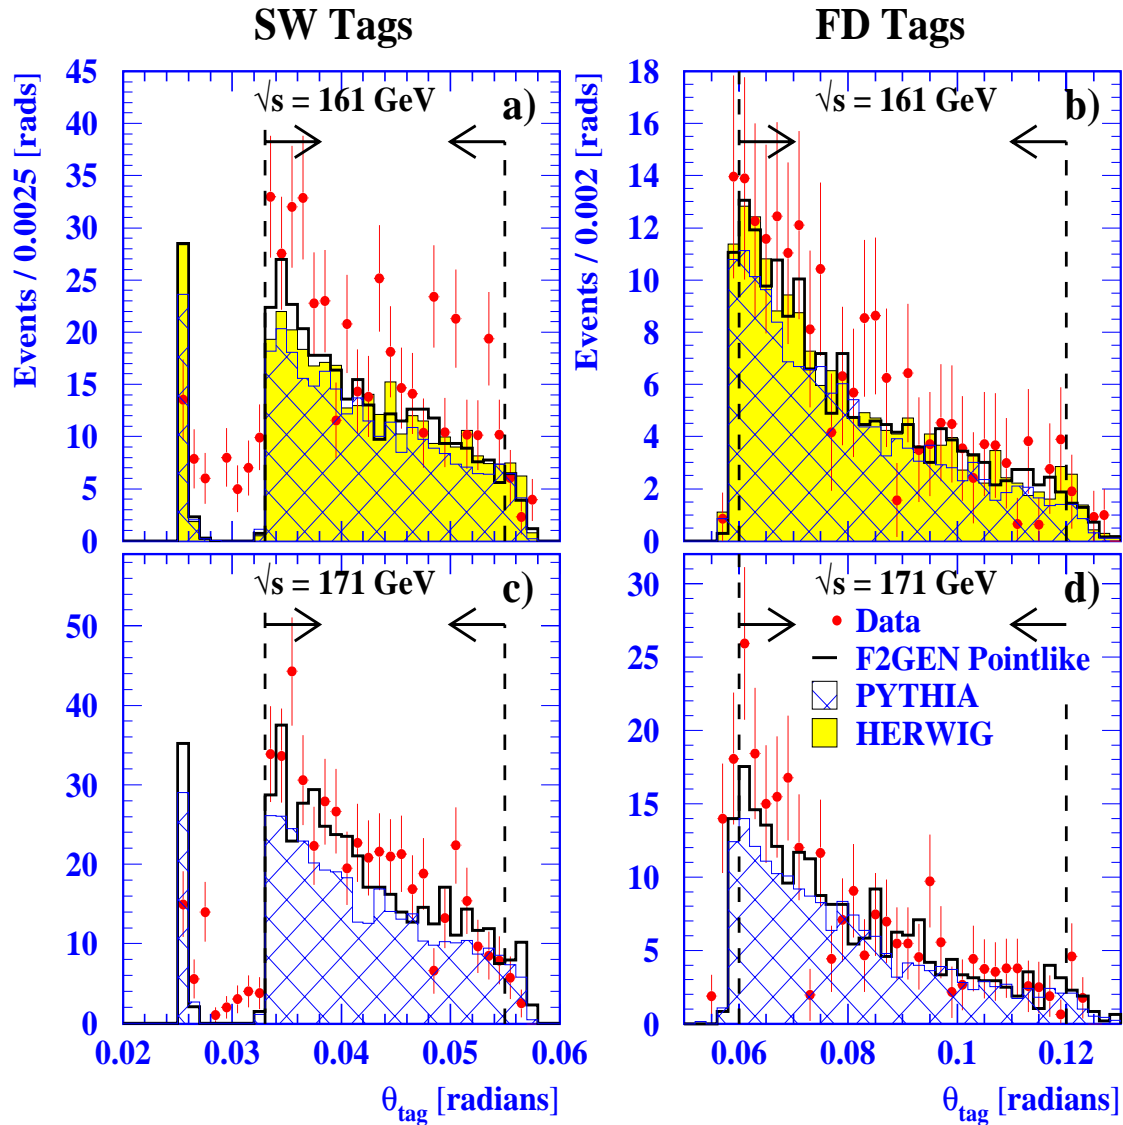 SW Tags
FD Tags
Events / 0.0025 [rads]
45
40
35
30
25
20
15
10
5
0
√s = 161 GeV
a)
Events / 0.002 [rads]
18
16
14
12
10
8
6
4
2
0
√s = 161 GeV
b)
50
40
30
20
10
0
√s = 171 GeV
c)
0.02
0.03
0.04
0.05
0.06
θtag [radians]
30
25
20
15
10
5
0
√s = 171 GeV
d)
Data
F2GEN Pointlike
PYTHIA
HERWIG
0.06
0.08
0.1
0.12
θtag [radians]